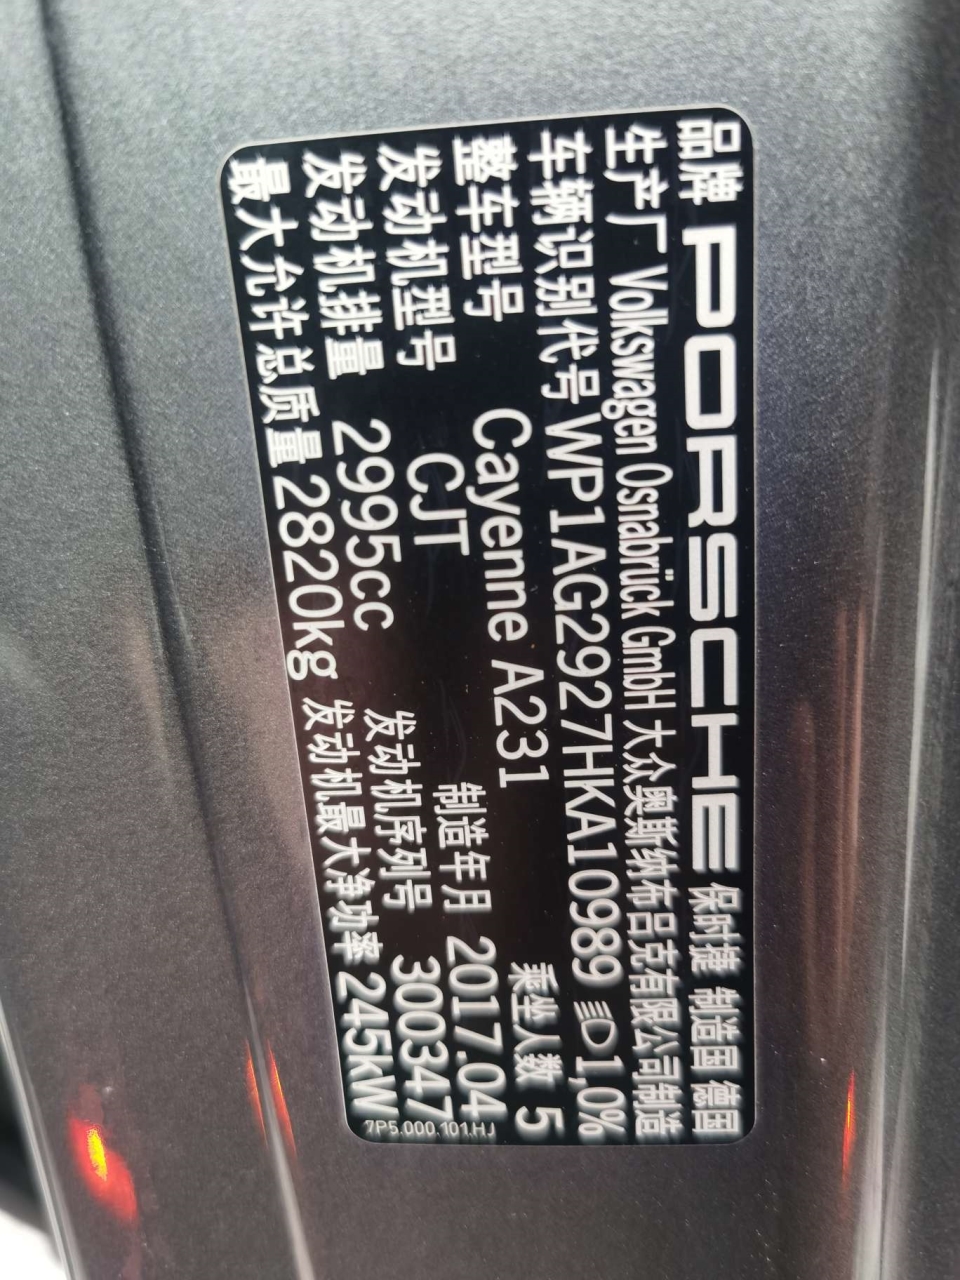 品牌 PORSCHE 保时捷 制造国 德国
生产厂 Volkswagen Osnabrück GmbH 大众奥斯纳布吕克有限公司制造
车辆识别代号 WP1AG2927HKA10989 1,0%
整车型号 Cayenne A231 乘坐人数 5
发动机型号 CJT 制造年月 2017.04
发动机排量 2995cc 发动机序列号 300347
最大允许总质量 2820kg 发动机最大净功率 245kW
7P5.000.101.HJ